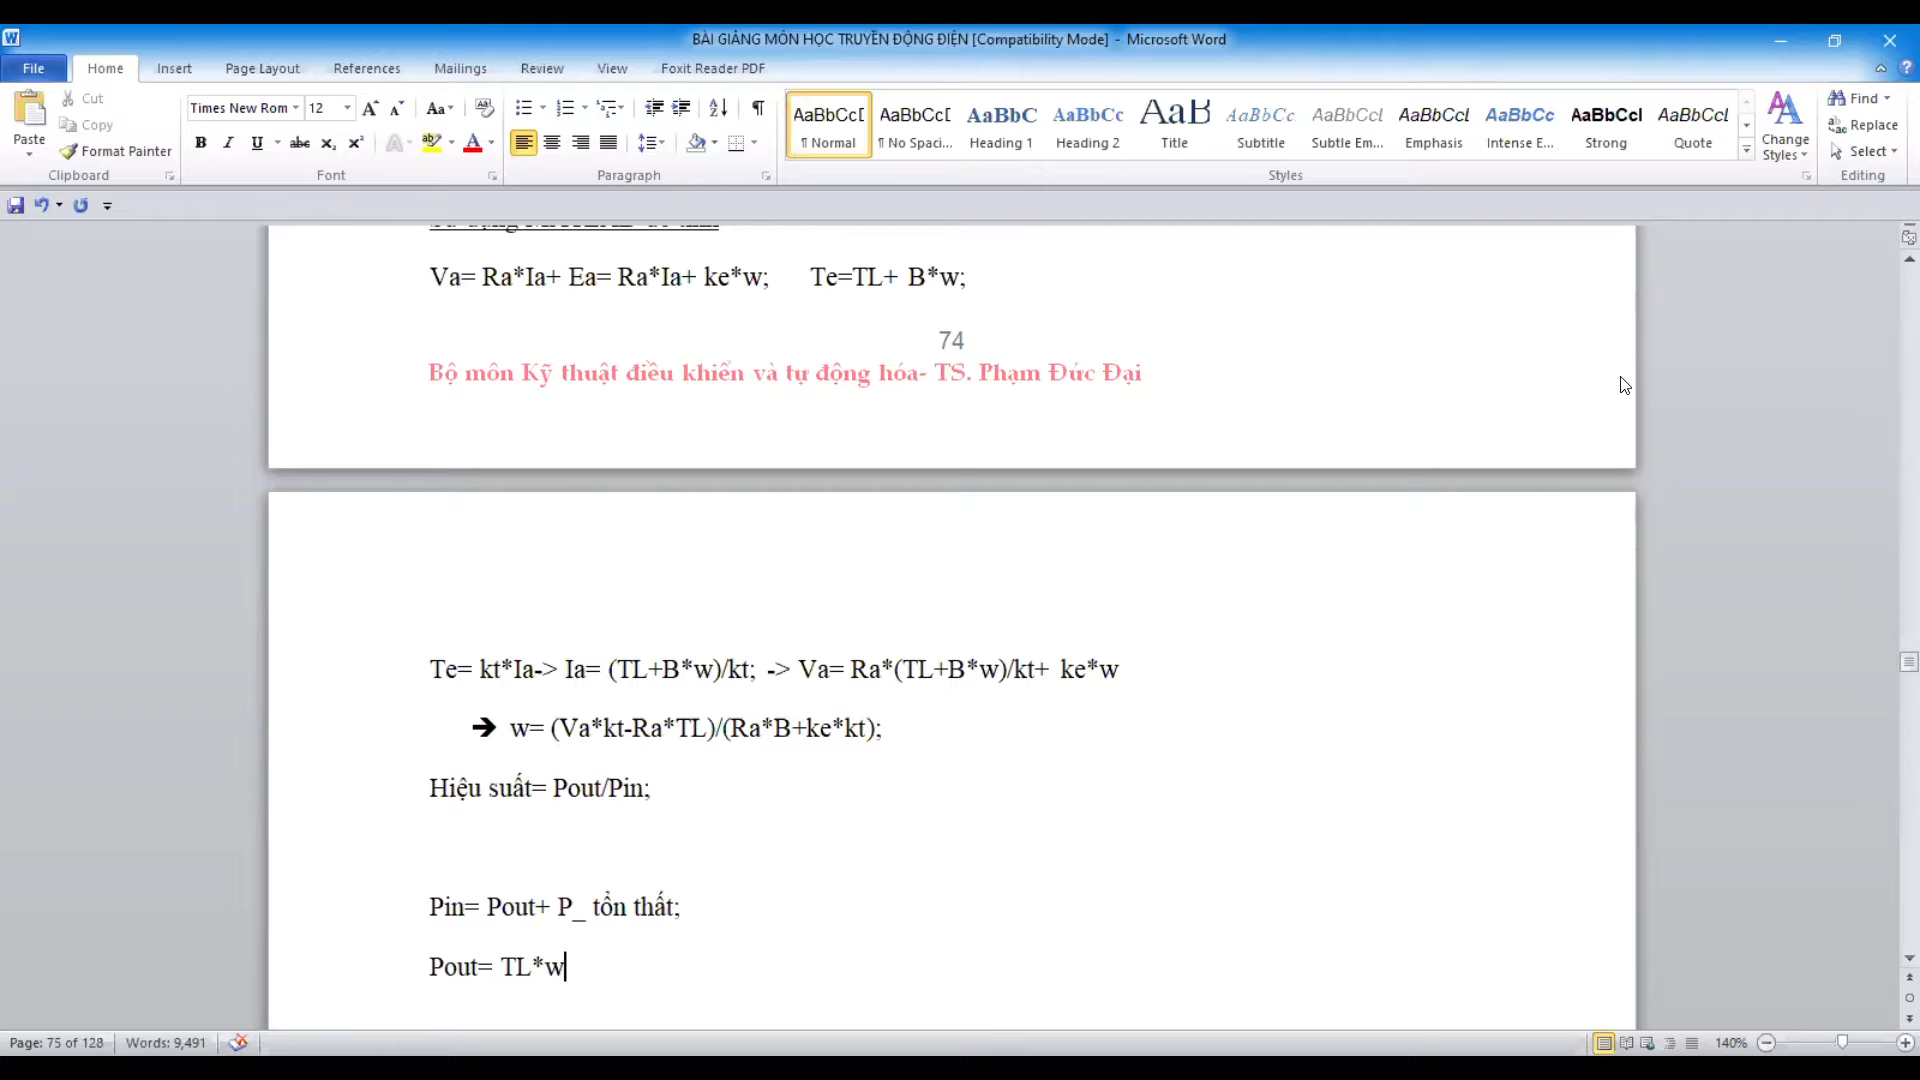 BÀI GIẢNG MÔN HỌC TRUYỀN ĐỘNG ĐIỆN [Compatibility Mode] - Microsoft Word
File Home Insert Page Layout References Mailings Review View Foxit Reader PDF
Paste Cut Copy Format Painter
Times New Rom 12
AaBbCcD AaBbCcD AaBbC AaBbCc AaB AaBbCc AaBbCcl AaBbCcl AaBbCc AaBbCcl AaBbCcl
¶ Normal ¶ No Spaci... Heading 1 Heading 2 Title Subtitle Subtle Em... Emphasis Intense E... Strong Quote
Change Styles
Find
Replace
Select
Clipboard Font Paragraph Styles Editing
Va= Ra*Ia+ Ea= Ra*Ia+ ke*w; Te=TL+ B*w;
74
Bộ môn Kỹ thuật điều khiển và tự động hóa- TS. Phạm Đức Đại
Te= kt*Ia-> Ia= (TL+B*w)/kt; -> Va= Ra*(TL+B*w)/kt+ ke*w
➔ w= (Va*kt-Ra*TL)/(Ra*B+ke*kt);
Hiệu suất= Pout/Pin;
Pin= Pout+ P_ tổn thất;
Pout= TL*w
Page: 75 of 128 Words: 9,491 140%